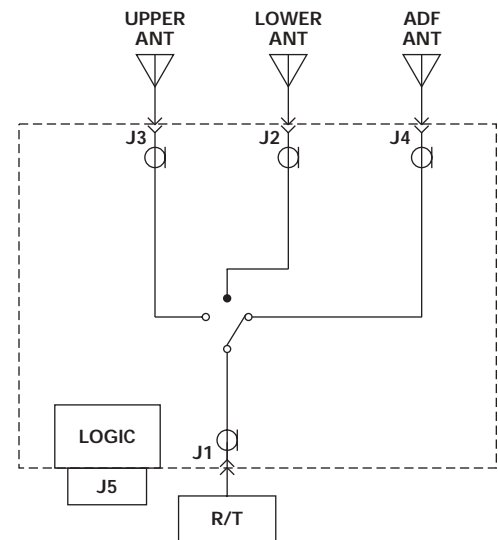 UPPER ANT
LOWER ANT
ADF ANT
J3
J2
J4
LOGIC
J1
J5
R/T